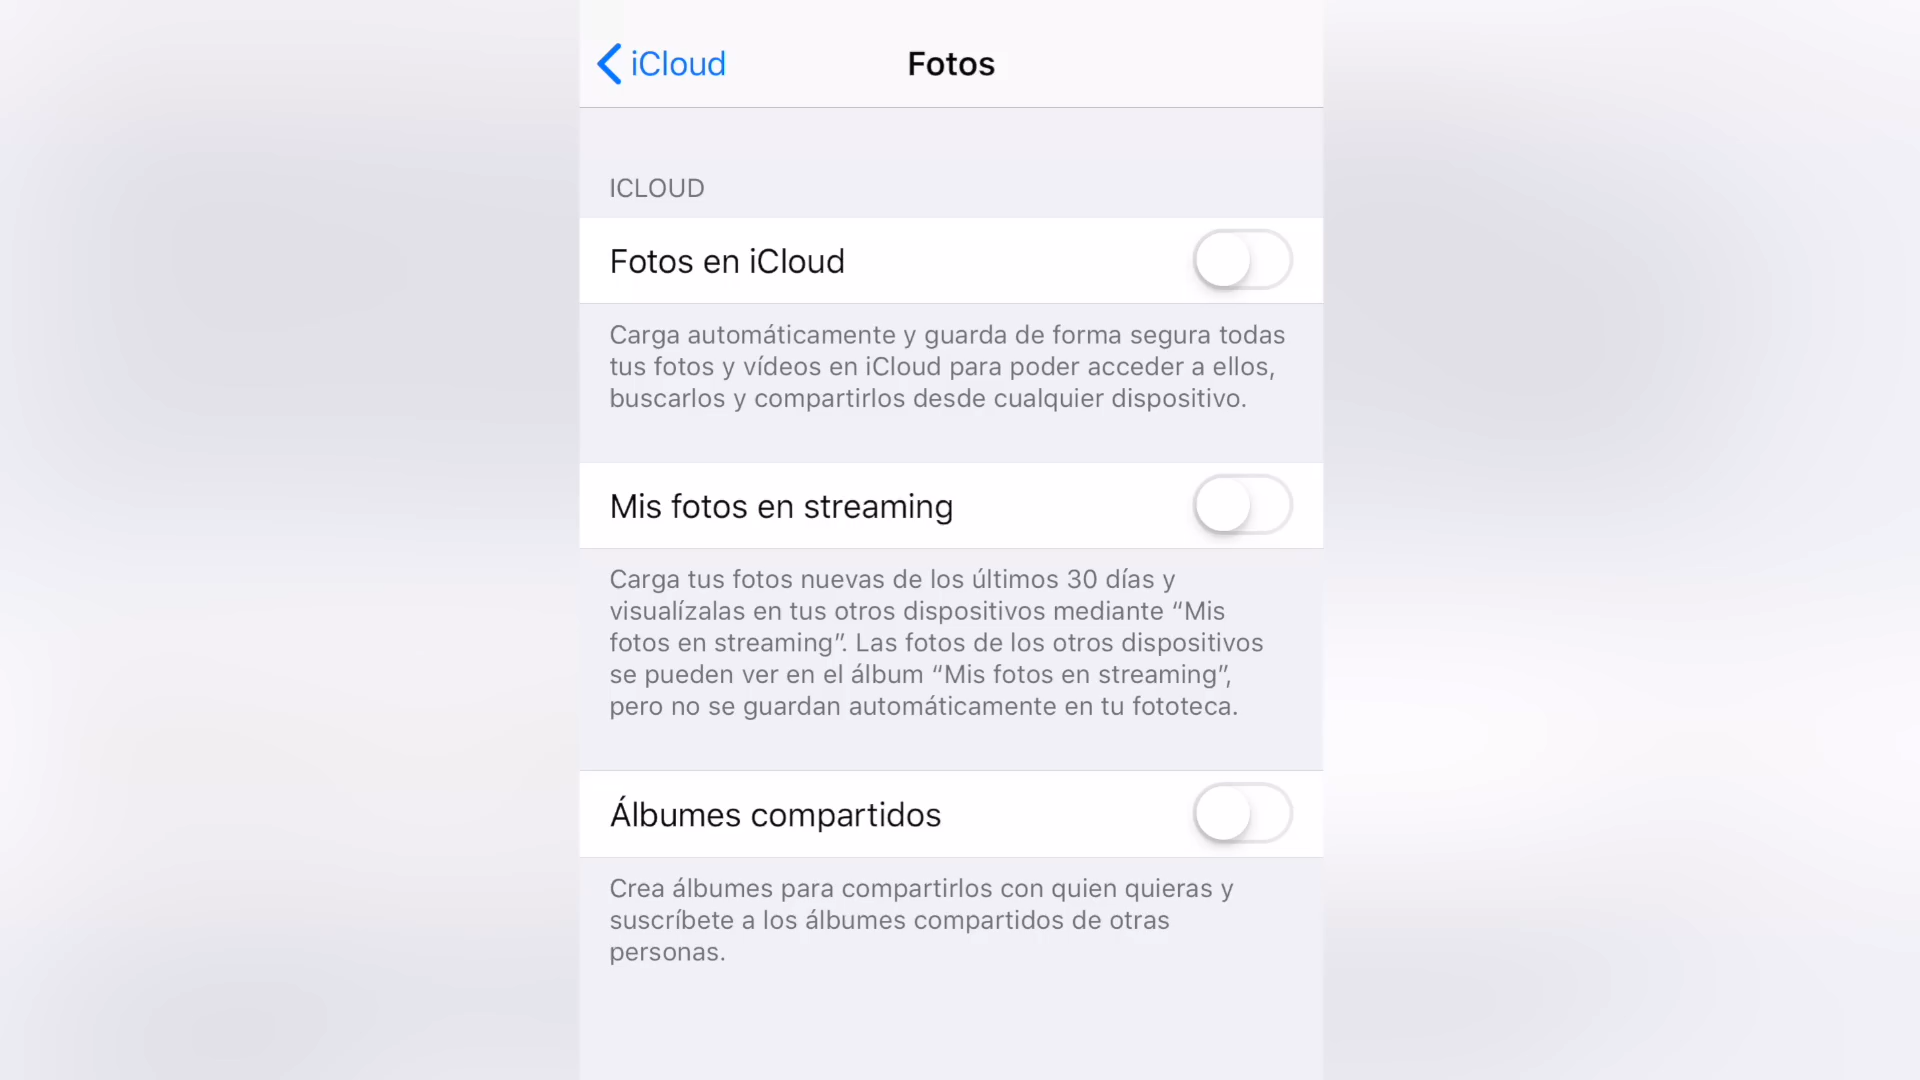 iCloud
Fotos
ICLOUD
Fotos en iCloud
Carga automáticamente y guarda de forma segura todas
tus fotos y vídeos en iCloud para poder acceder a ellos,
buscarlos y compartirlos desde cualquier dispositivo.
Mis fotos en streaming
Carga tus fotos nuevas de los últimos 30 días y
visualízalas en tus otros dispositivos mediante “Mis
fotos en streaming”. Las fotos de los otros dispositivos
se pueden ver en el álbum “Mis fotos en streaming”,
pero no se guardan automáticamente en tu fototeca.
Álbumes compartidos
Crea álbumes para compartirlos con quien quieras y
suscríbete a los álbumes compartidos de otras
personas.